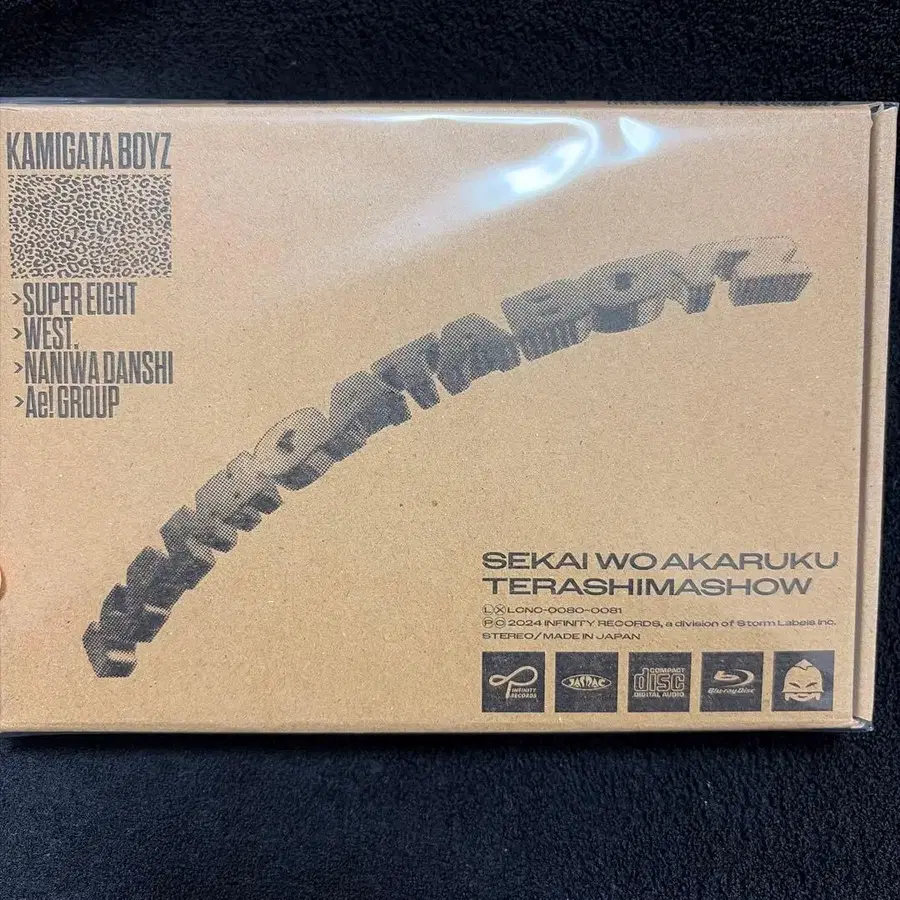 KAMIGATA BOYZ
>SUPER EIGHT
>WEST.
>NANIWA DANSHI
>Ae! GROUP
KAMIGATA BOYZ
SEKAI WO AKARUKU
TERASHIMASHOW
LX LCNC-0080~0081
ⓅⒸ 2024 INFINITY RECORDS, a division of Storm Labels Inc.
STEREO/MADE IN JAPAN
INFINITY RECORDS
JASRAC
COMPACT disc DIGITAL AUDIO
Blu-ray Disc